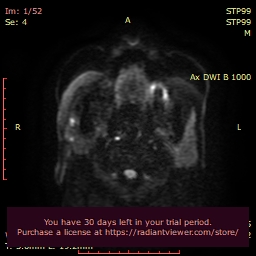 Im: 1/52
STP99
Se: 4
STP99
M
A
Ax DWI B 1000
R
L
You have 30 days left in your trial period.
Purchase a license at https://radiantviewer.com/store/